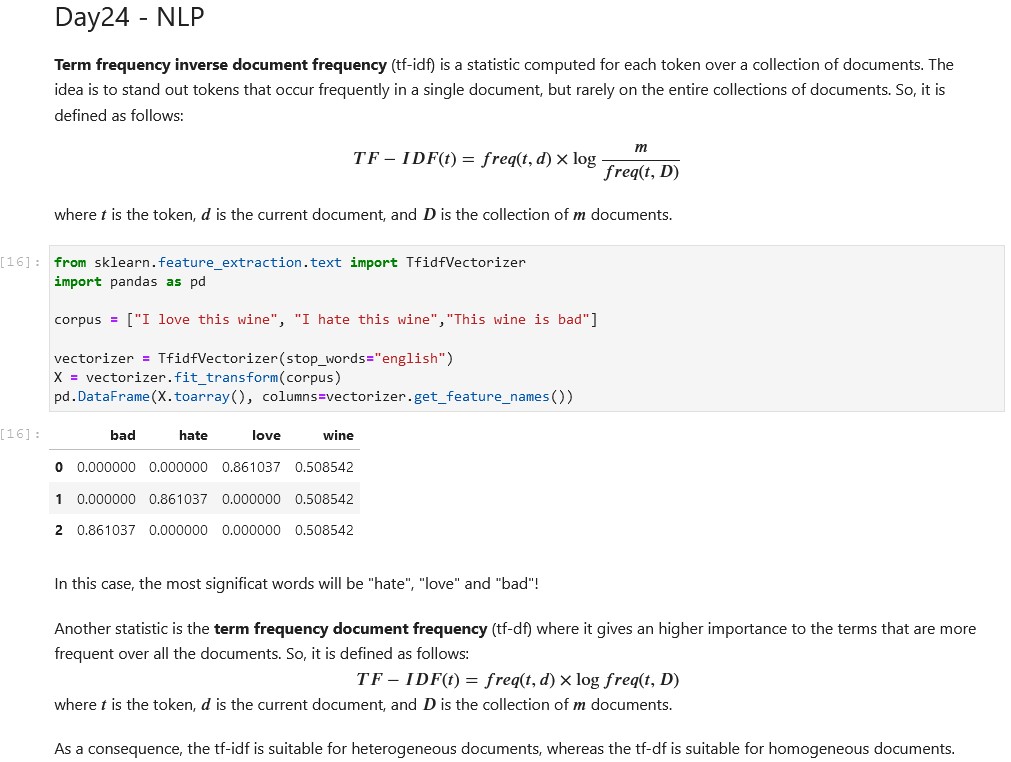 Day24 - NLP
Term frequency inverse document frequency (tf-idf) is a statistic computed for each token over a collection of documents. The
idea is to stand out tokens that occur frequently in a single document, but rarely on the entire collections of documents. So, it is
defined as follows:
TF − IDF(t) = freq(t, d) × log m / freq(t, D)
where t is the token, d is the current document, and D is the collection of m documents.
[16]: from sklearn.feature_extraction.text import TfidfVectorizer
import pandas as pd
corpus = ["I love this wine", "I hate this wine","This wine is bad"]
vectorizer = TfidfVectorizer(stop_words="english")
X = vectorizer.fit_transform(corpus)
pd.DataFrame(X.toarray(), columns=vectorizer.get_feature_names())
[16]: bad hate love wine
0 0.000000 0.000000 0.861037 0.508542
1 0.000000 0.861037 0.000000 0.508542
2 0.861037 0.000000 0.000000 0.508542
In this case, the most significat words will be "hate", "love" and "bad"!
Another statistic is the term frequency document frequency (tf-df) where it gives an higher importance to the terms that are more
frequent over all the documents. So, it is defined as follows:
TF − IDF(t) = freq(t, d) × log freq(t, D)
where t is the token, d is the current document, and D is the collection of m documents.
As a consequence, the tf-idf is suitable for heterogeneous documents, whereas the tf-df is suitable for homogeneous documents.